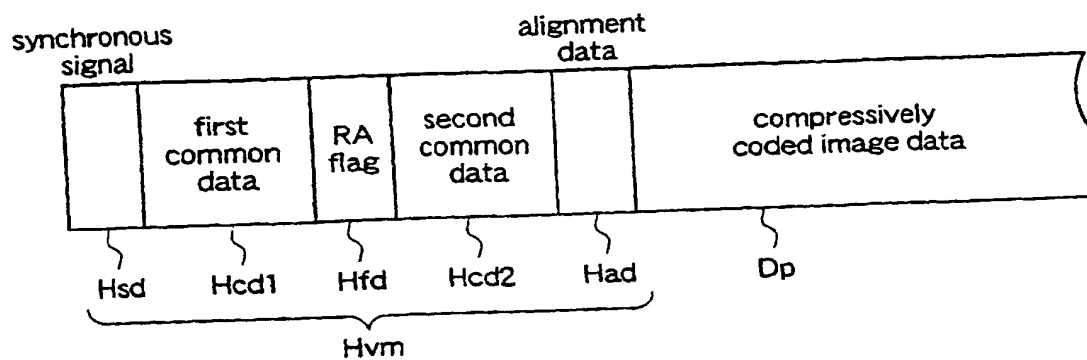 synchronous
signal
alignment
data
first
common
data
RA
flag
second
common
data
compressively
coded image data
Hsd
Hcd1
Hfd
Hcd2
Had
Dp
Hvm